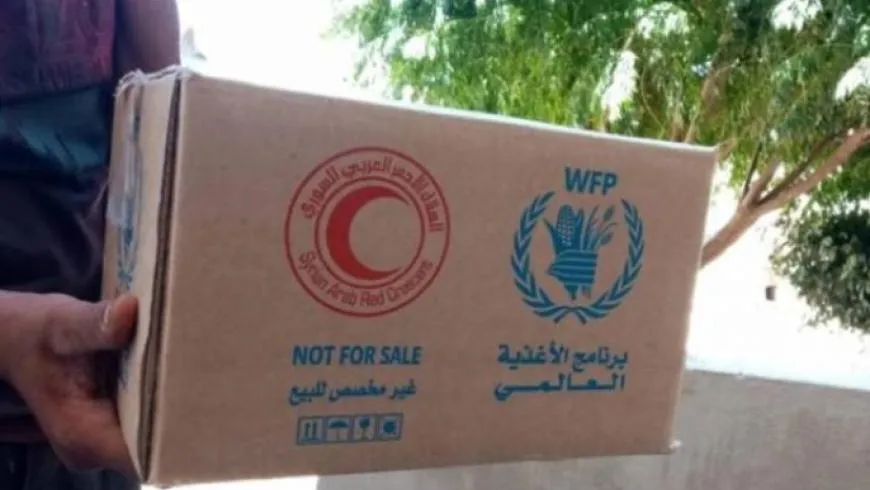 الهلال الأحمر العربي السوري
Syrian Arab Red Crescent
NOT FOR SALE
غير مخصص للبيع
WFP
برنامج الأغذية
العالمي